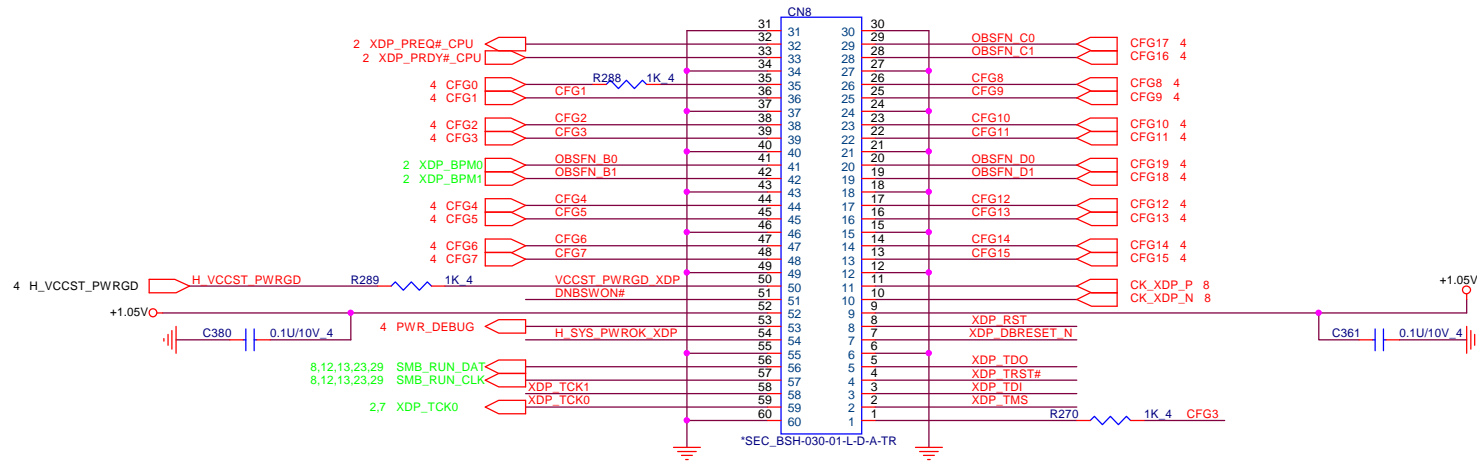 CN8
31 31 30 30
2 XDP_PREQ#_CPU 32 32 29 29 OBSFN_C0 CFG17 4
2 XDP_PRDY#_CPU 33 33 28 28 OBSFN_C1 CFG16 4
34 34 27 27
4 CFG0 R288 1K_4 35 35 26 26 CFG8 CFG8 4
4 CFG1 CFG1 36 36 25 25 CFG9 CFG9 4
37 37 24 24
4 CFG2 CFG2 38 38 23 23 CFG10 CFG10 4
4 CFG3 CFG3 39 39 22 22 CFG11 CFG11 4
40 40 21 21
2 XDP_BPM0 OBSFN_B0 41 41 20 20 OBSFN_D0 CFG19 4
2 XDP_BPM1 OBSFN_B1 42 42 19 19 OBSFN_D1 CFG18 4
43 43 18 18
4 CFG4 CFG4 44 44 17 17 CFG12 CFG12 4
4 CFG5 CFG5 45 45 16 16 CFG13 CFG13 4
46 46 15 15
4 CFG6 CFG6 47 47 14 14 CFG14 CFG14 4
4 CFG7 CFG7 48 48 13 13 CFG15 CFG15 4
49 49 12 12
4 H_VCCST_PWRGD H_VCCST_PWRGD R289 1K_4 VCCST_PWRGD_XDP 50 50 11 11 CK_XDP_P 8
DNBSWON# 51 51 10 10 CK_XDP_N 8
+1.05V 52 52 9 9 +1.05V
4 PWR_DEBUG 53 53 8 8 XDP_RST
C380 0.1U/10V_4 H_SYS_PWROK_XDP 54 54 7 7 XDP_DBRESET_N C361 0.1U/10V_4
55 55 6 6
8,12,13,23,29 SMB_RUN_DAT 56 56 5 5 XDP_TDO
8,12,13,23,29 SMB_RUN_CLK 57 57 4 4 XDP_TRST#
XDP_TCK1 58 58 3 3 XDP_TDI
2,7 XDP_TCK0 XDP_TCK0 59 59 2 2 XDP_TMS
60 60 1 1 R270 1K_4 CFG3
*SEC_BSH-030-01-L-D-A-TR